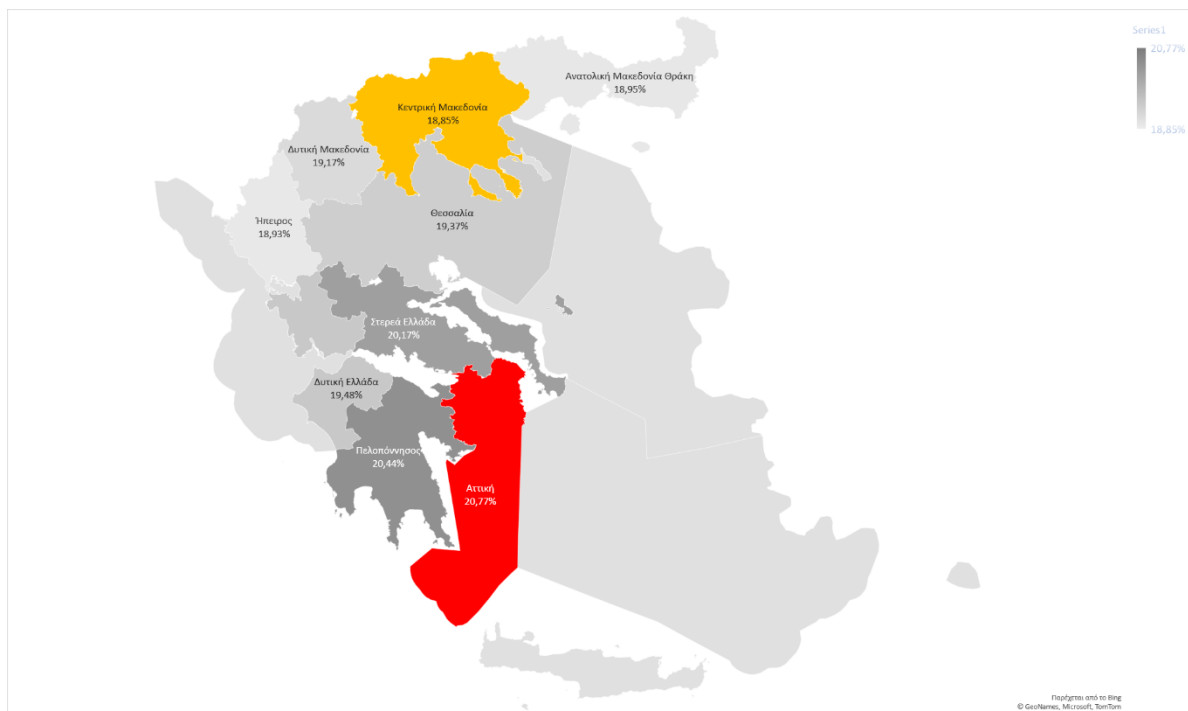 Series1
20,77%
18,85%
Ανατολική Μακεδονία Θράκη
18,95%
Κεντρική Μακεδονία
18,85%
Δυτική Μακεδονία
19,17%
Θεσσαλία
19,37%
Ήπειρος
18,93%
Στερεά Ελλάδα
20,17%
Δυτική Ελλάδα
19,48%
Πελοπόννησος
20,44%
Αττική
20,77%
Παρέχεται από το Bing
© GeoNames, Microsoft, TomTom